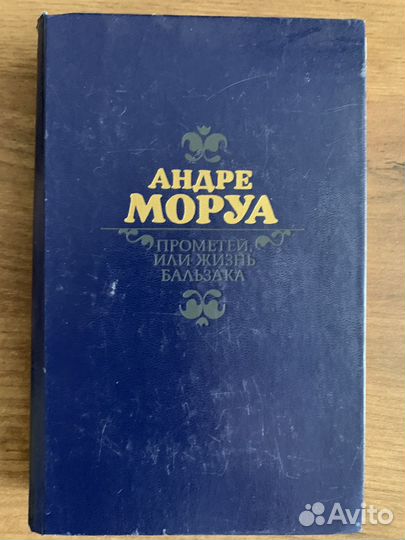 АНДРЕ
МОРУА
ПРОМЕТЕЙ,
ИЛИ ЖИЗНЬ
БАЛЬЗАКА
Avito